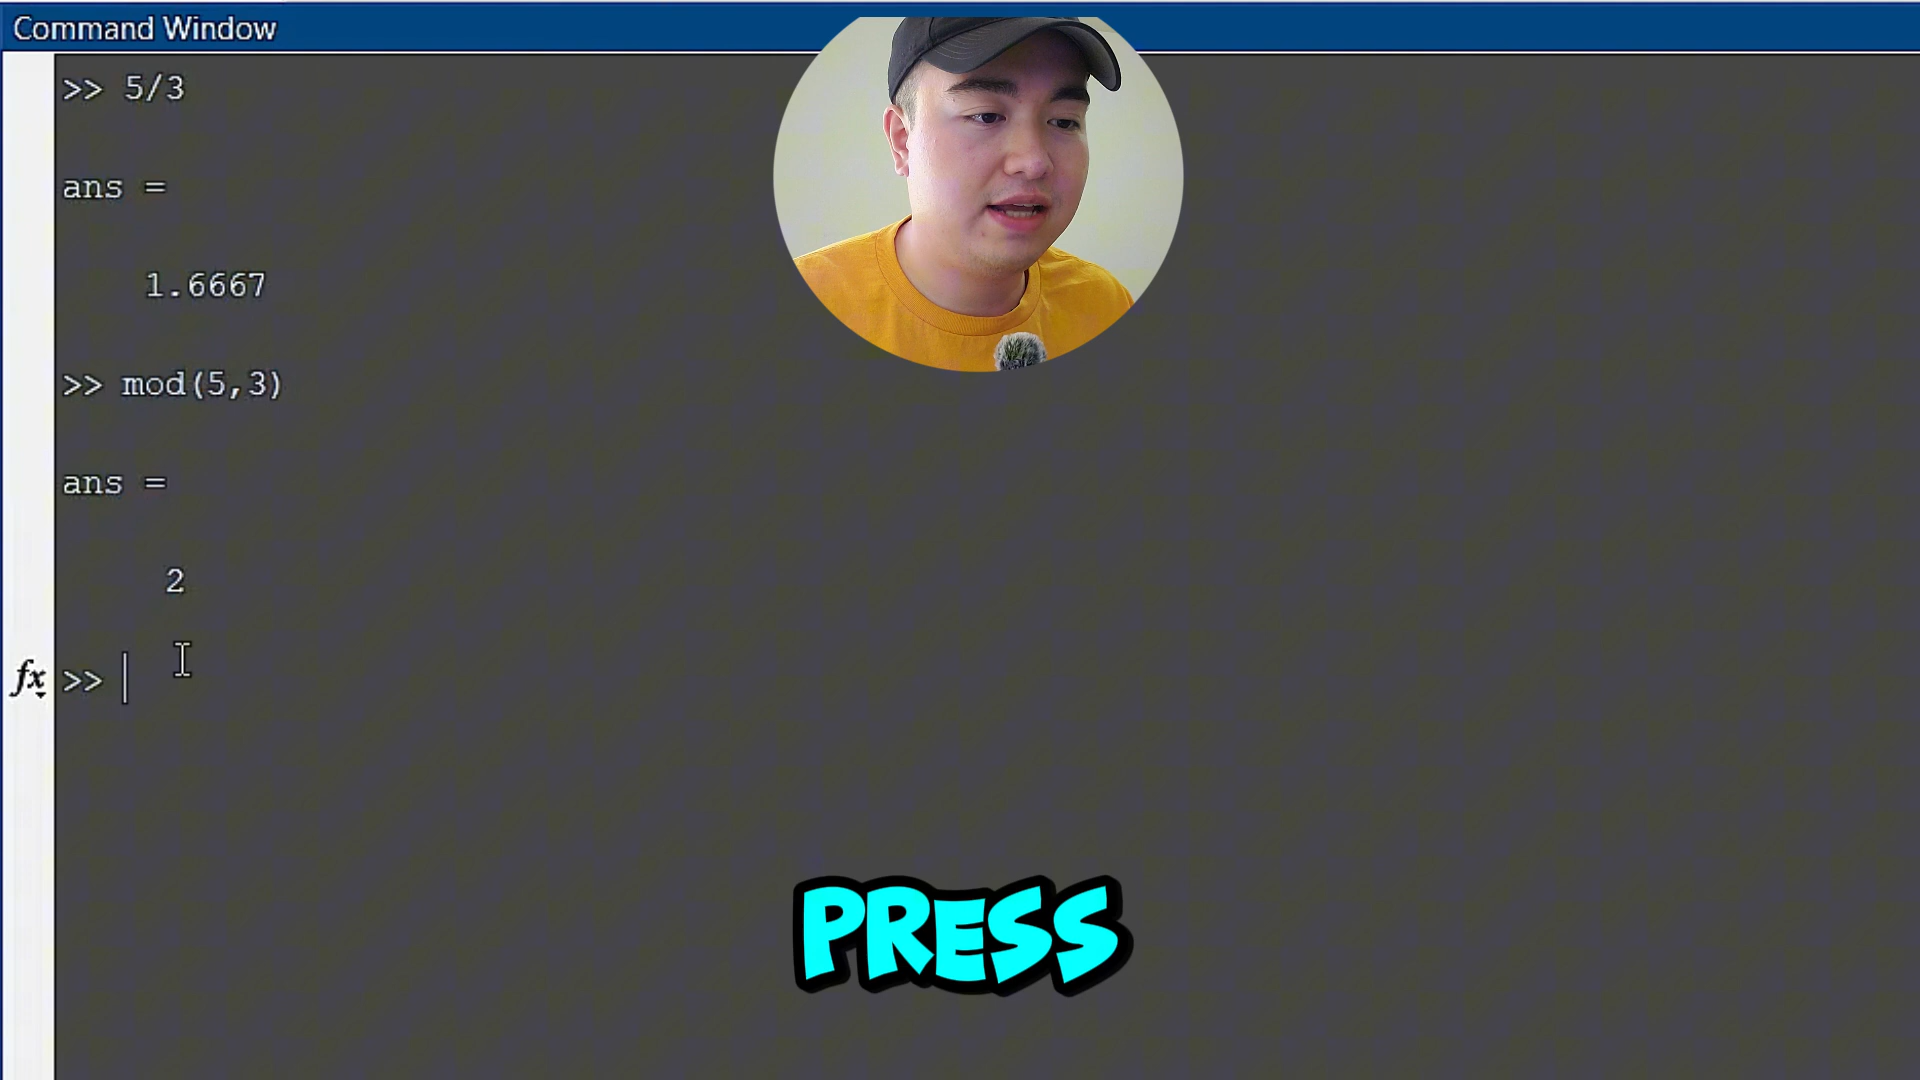 Command Window
>> 5/3
ans =
1.6667
>> mod(5,3)
ans =
2
fx >>
PRESS